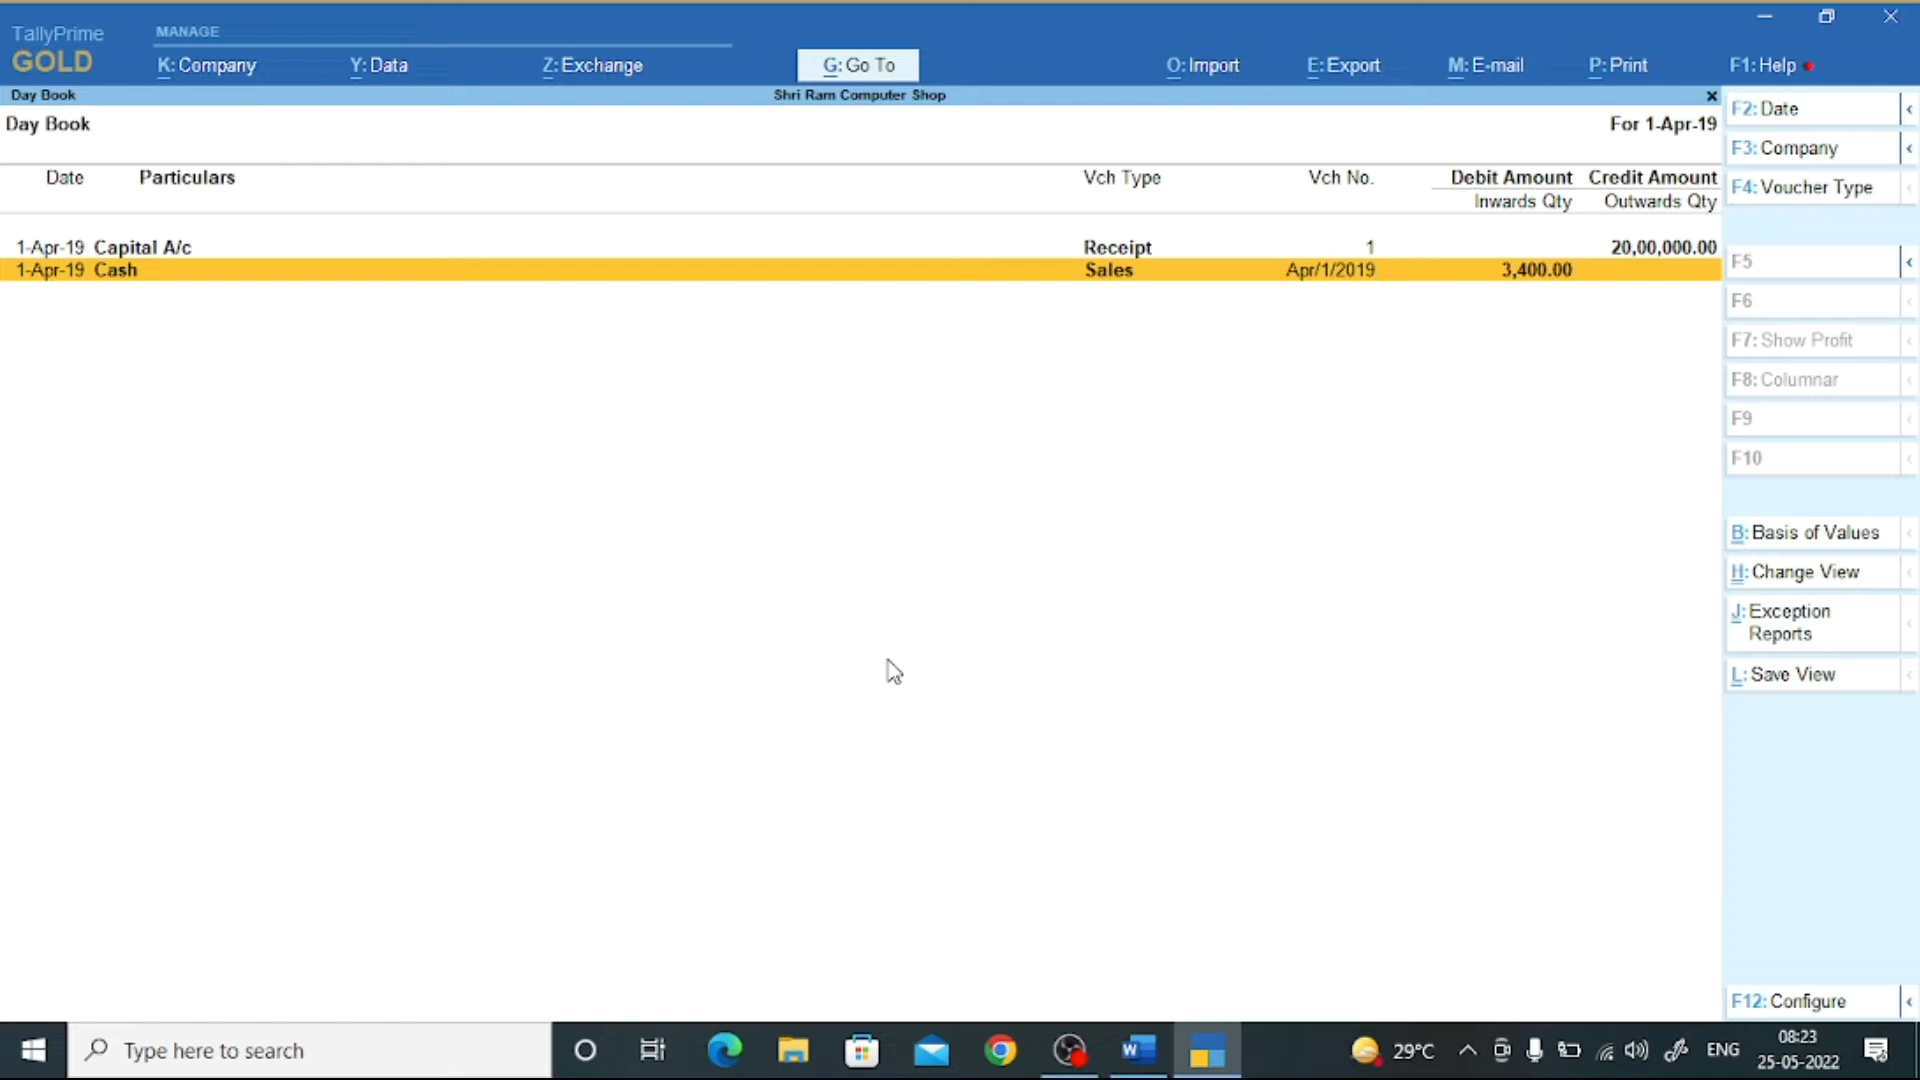 TallyPrime
GOLD
MANAGE
K: Company
Y: Data
Z: Exchange
G: Go To
O: Import
E: Export
M: E-mail
P: Print
F1: Help
Day Book
Shri Ram Computer Shop
x
Day Book
For 1-Apr-19
Date Particulars Vch Type Vch No. Debit Amount Credit Amount
Inwards Qty Outwards Qty
1-Apr-19 Capital A/c Receipt 1 20,00,000.00
1-Apr-19 Cash Sales Apr/1/2019 3,400.00
F2: Date
F3: Company
F4: Voucher Type
F5
F6
F7: Show Profit
F8: Columnar
F9
F10
B: Basis of Values
H: Change View
J: Exception
Reports
L: Save View
F12: Configure
Type here to search
29°C
ENG
08:23
25-05-2022